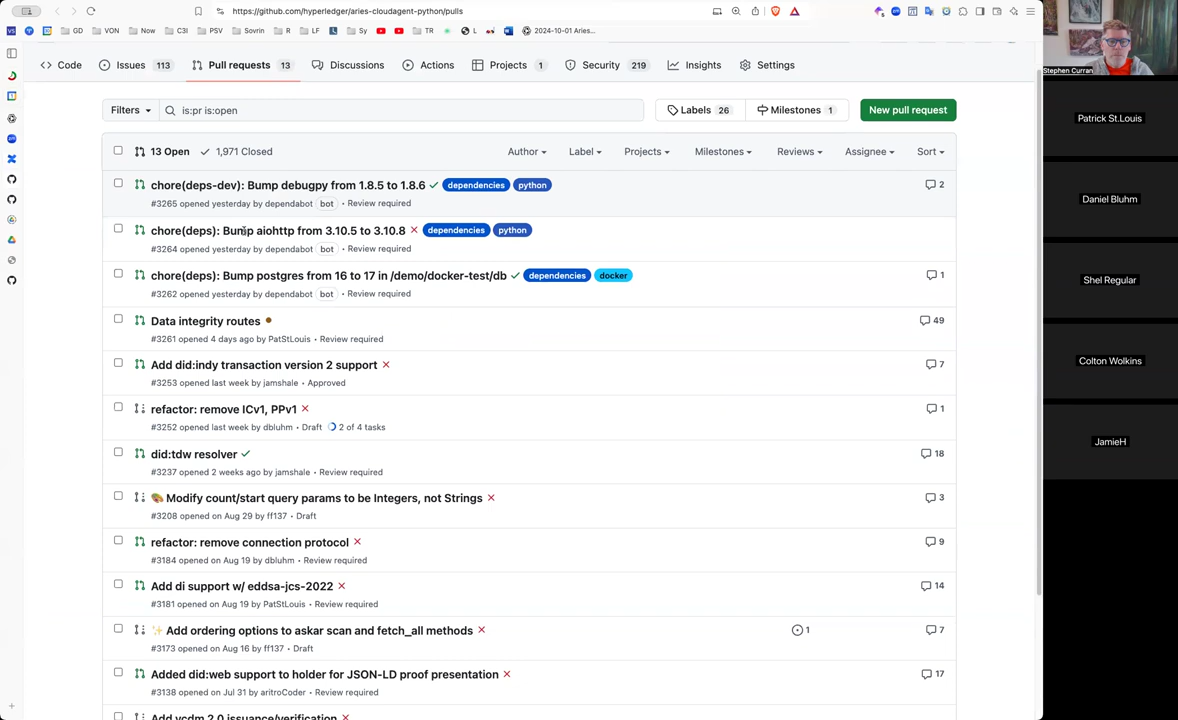 https://github.com/hyperledger/aries-cloudagent-python/pulls
GD VON Now C3I PSV Sovrin R LF Sy TR L 2024-10-01 Aries...
Code Issues 113 Pull requests 13 Discussions Actions Projects 1 Security 219 Insights Settings
Filters is:pr is:open Labels 26 Milestones 1 New pull request
13 Open 1,971 Closed Author Label Projects Milestones Reviews Assignee Sort
chore(deps-dev): Bump debugpy from 1.8.5 to 1.8.6 dependencies python 2
#3265 opened yesterday by dependabot bot • Review required
chore(deps): Bump aiohttp from 3.10.5 to 3.10.8 dependencies python
#3264 opened yesterday by dependabot bot • Review required
chore(deps): Bump postgres from 16 to 17 in /demo/docker-test/db dependencies docker 1
#3262 opened yesterday by dependabot bot • Review required
Data integrity routes 49
#3261 opened 4 days ago by PatStLouis • Review required
Add did:indy transaction version 2 support 7
#3253 opened last week by jamshale • Approved
refactor: remove ICv1, PPv1 1
#3252 opened last week by dbluhm • Draft 2 of 4 tasks
did:tdw resolver 18
#3237 opened 2 weeks ago by jamshale • Review required
Modify count/start query params to be Integers, not Strings 3
#3208 opened on Aug 29 by ff137 • Draft
refactor: remove connection protocol 9
#3184 opened on Aug 19 by dbluhm • Review required
Add di support w/ eddsa-jcs-2022 14
#3181 opened on Aug 19 by PatStLouis • Review required
Add ordering options to askar scan and fetch_all methods 1 7
#3173 opened on Aug 16 by ff137 • Draft
Added did:web support to holder for JSON-LD proof presentation 17
#3138 opened on Jul 31 by aritroCoder • Review required
Add vcdm 2.0 issuance/verification
Stephen Curran
Patrick St.Louis
Daniel Bluhm
Shel Regular
Colton Wolkins
JamieH